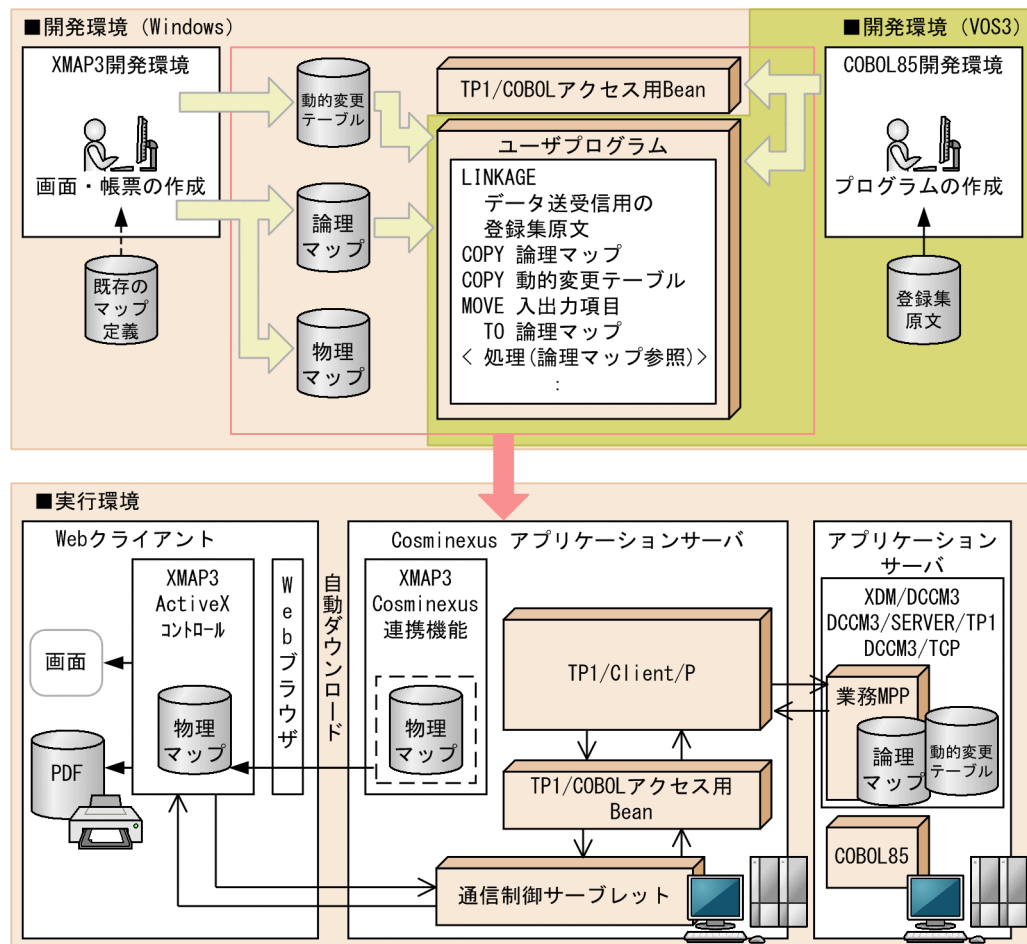 ■開発環境 (Windows)
■開発環境 (VOS3)
XMAP3開発環境
画面・帳票の作成
既存の
マップ
定義
動的変更
テーブル
論理
マップ
物理
マップ
TP1/COBOLアクセス用Bean
ユーザプログラム
LINKAGE
データ送受信用の
登録集原文
COPY 論理マップ
COPY 動的変更テーブル
MOVE 入出力項目
TO 論理マップ
< 処理(論理マップ参照)>
:
COBOL85開発環境
プログラムの作成
登録集
原文
■実行環境
Webクライアント
XMAP3
ActiveX
コントロール
画面
PDF
物理
マップ
Webブラウザ
自動ダウンロード
Cosminexus アプリケーションサーバ
XMAP3
Cosminexus
連携機能
物理
マップ
TP1/Client/P
TP1/COBOLアクセス用
Bean
通信制御サーブレット
アプリケーション
サーバ
XDM/DCCM3
DCCM3/SERVER/TP1
DCCM3/TCP
業務MPP
論理
マップ
動的変更
テーブル
COBOL85